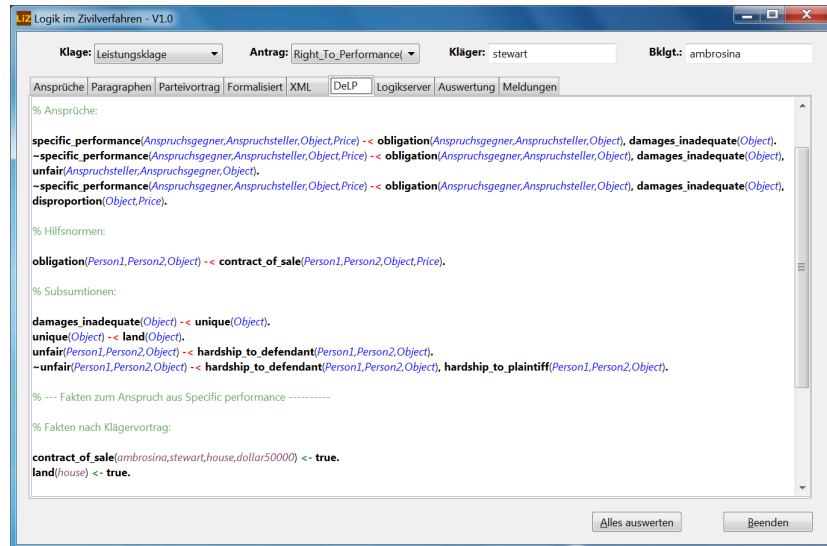 LiZ Logik im Zivilverfahren - V1.0
Klage: Leistungsklage Antrag: Right_To_Performance( Kläger: stewart Bklgt.: ambrosina
Ansprüche Paragraphen Parteivortrag Formalisiert XML DeLP Logikserver Auswertung Meldungen
% Ansprüche:
specific_performance(Anspruchsgegner,Anspruchsteller,Object,Price) -< obligation(Anspruchsgegner,Anspruchsteller,Object), damages_inadequate(Object).
~specific_performance(Anspruchsgegner,Anspruchsteller,Object,Price) -< obligation(Anspruchsgegner,Anspruchsteller,Object), damages_inadequate(Object),
unfair(Anspruchsteller,Anspruchsgegner,Object).
~specific_performance(Anspruchsgegner,Anspruchsteller,Object,Price) -< obligation(Anspruchsgegner,Anspruchsteller,Object), damages_inadequate(Object),
disproportion(Object,Price).
% Hilfsnormen:
obligation(Person1,Person2,Object) -< contract_of_sale(Person1,Person2,Object,Price).
% Subsumtionen:
damages_inadequate(Object) -< unique(Object).
unique(Object) -< land(Object).
unfair(Person1,Person2,Object) -< hardship_to_defendant(Person1,Person2,Object).
~unfair(Person1,Person2,Object) -< hardship_to_defendant(Person1,Person2,Object), hardship_to_plaintiff(Person1,Person2,Object).
% --- Fakten zum Anspruch aus Specific performance ----------
% Fakten nach Klägervortrag:
contract_of_sale(ambrosina,stewart,house,dollar50000) <- true.
land(house) <- true.
Alles auswerten Beenden